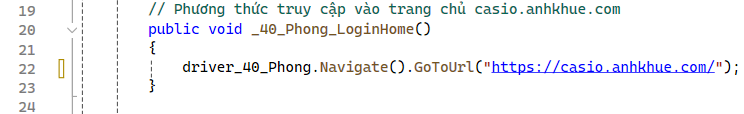 19 // Phương thức truy cập vào trang chủ casio.anhkhue.com
20 public void _40_Phong_LoginHome()
21 {
22 driver_40_Phong.Navigate().GoToUrl("https://casio.anhkhue.com/");
23 }
24